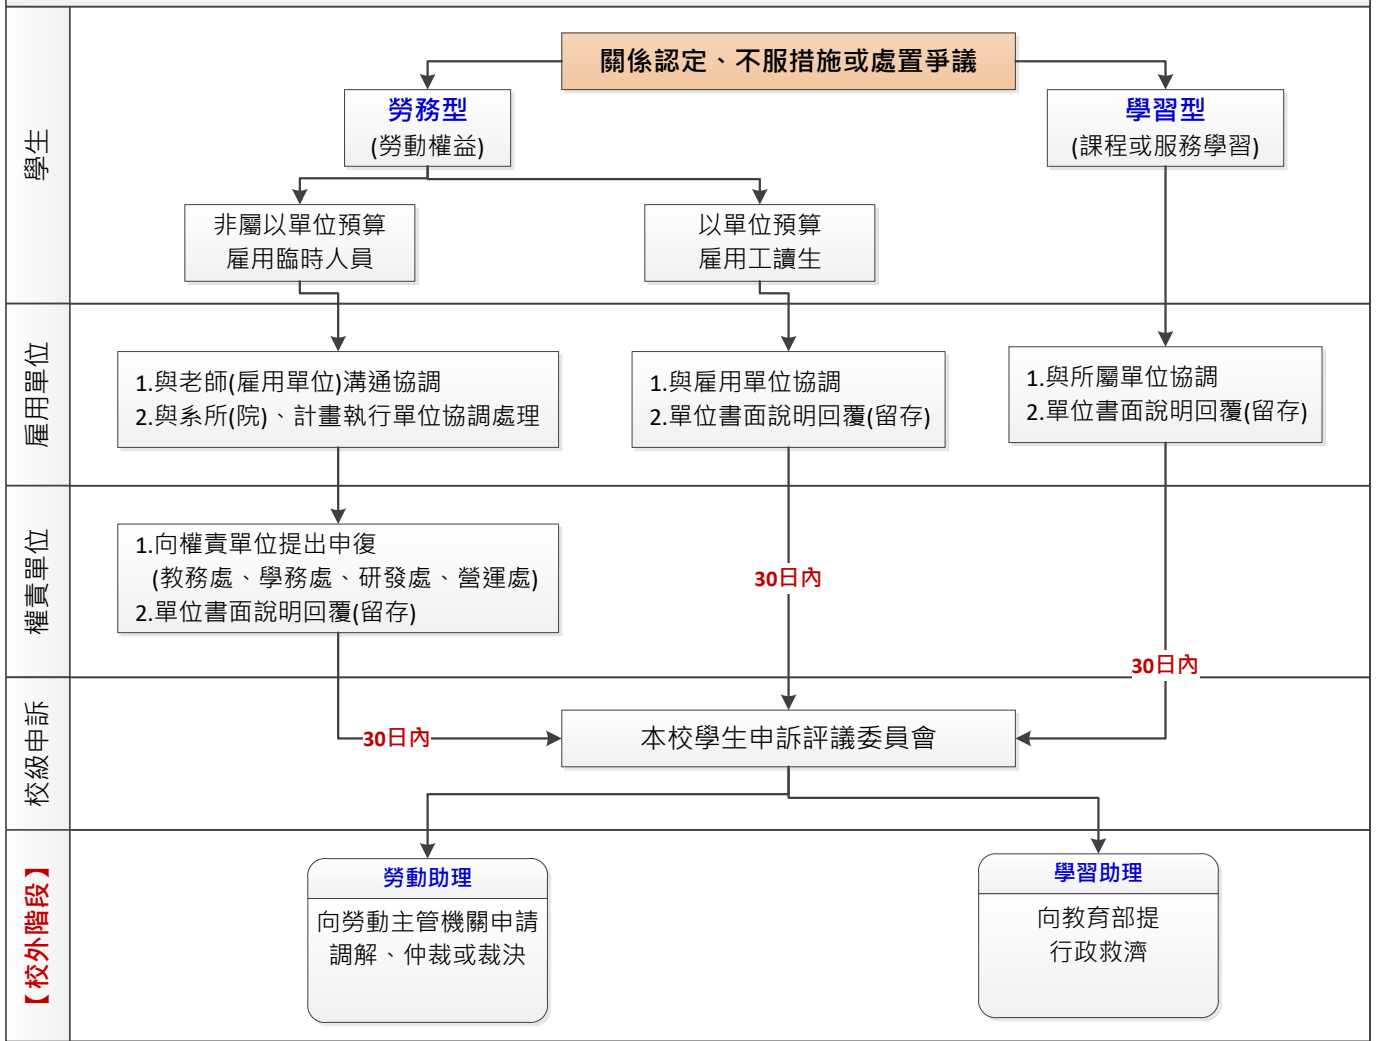 關係認定、不服措施或處置爭議
勞務型
(勞動權益)
學習型
(課程或服務學習)
學生
非屬以單位預算
雇用臨時人員
以單位預算
雇用工讀生
雇用單位
1.與老師(雇用單位)溝通協調
2.與系所(院)、計畫執行單位協調處理
1.與雇用單位協調
2.單位書面說明回覆(留存)
1.與所屬單位協調
2.單位書面說明回覆(留存)
權責單位
1.向權責單位提出申復
(教務處、學務處、研發處、營運處)
2.單位書面說明回覆(留存)
30日內
30日內
校級申訴
30日內
本校學生申訴評議委員會
【校外階段】
勞動助理
向勞動主管機關申請
調解、仲裁或裁決
學習助理
向教育部提
行政救濟